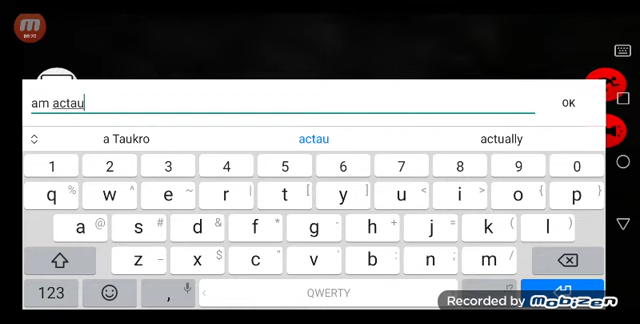 am actau
OK
a Taukro actau actually
1 2 3 4 5 6 7 8 9 0
q % w ^ e ~ r | t [ y ] u < i > o { p }
a @ s # d & f * g - h + j = k ( l )
z _ x $ c " v ' b : n ; m /
123 , QWERTY !?
Recorded by Mobizen